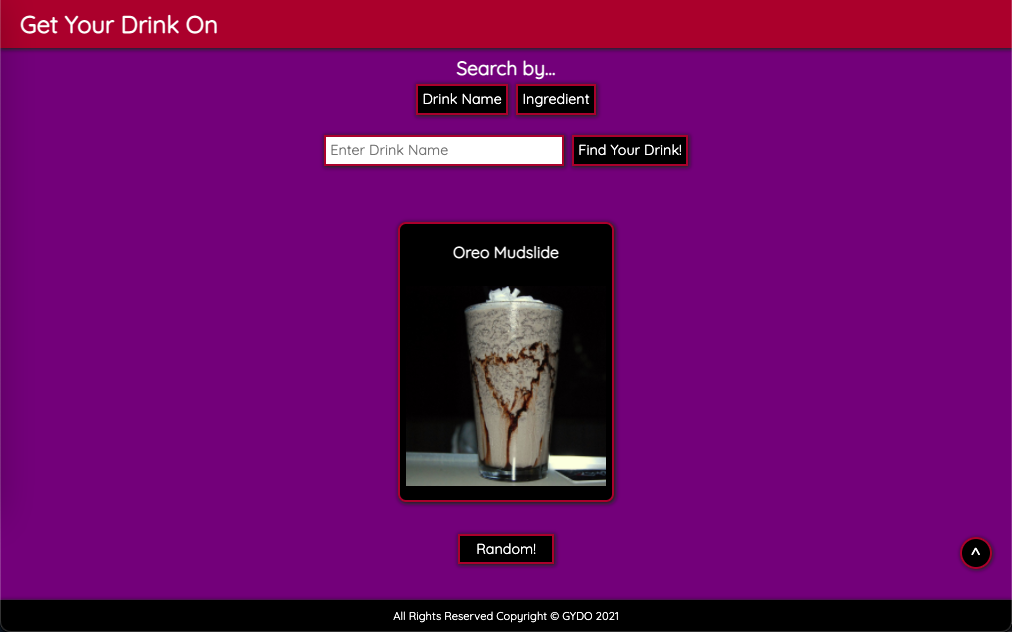 Get Your Drink On
Search by...
Drink Name Ingredient
Enter Drink Name Find Your Drink!
Oreo Mudslide
Random!
^
All Rights Reserved Copyright © GYDO 2021